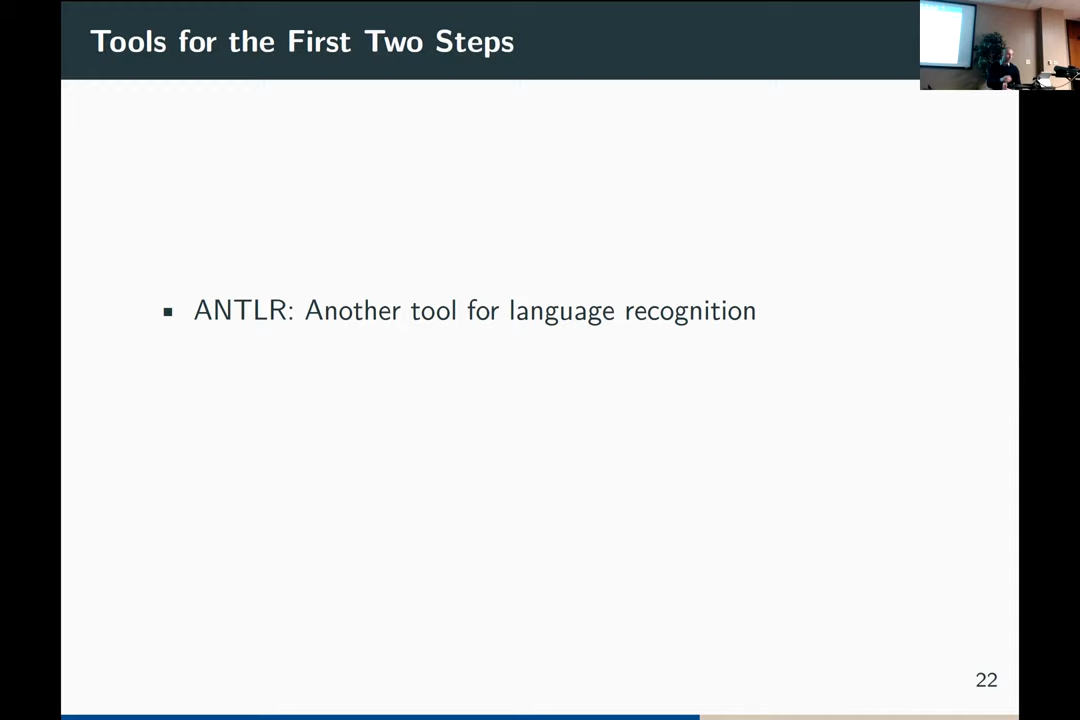 Tools for the First Two Steps
▪ ANTLR: Another tool for language recognition
22